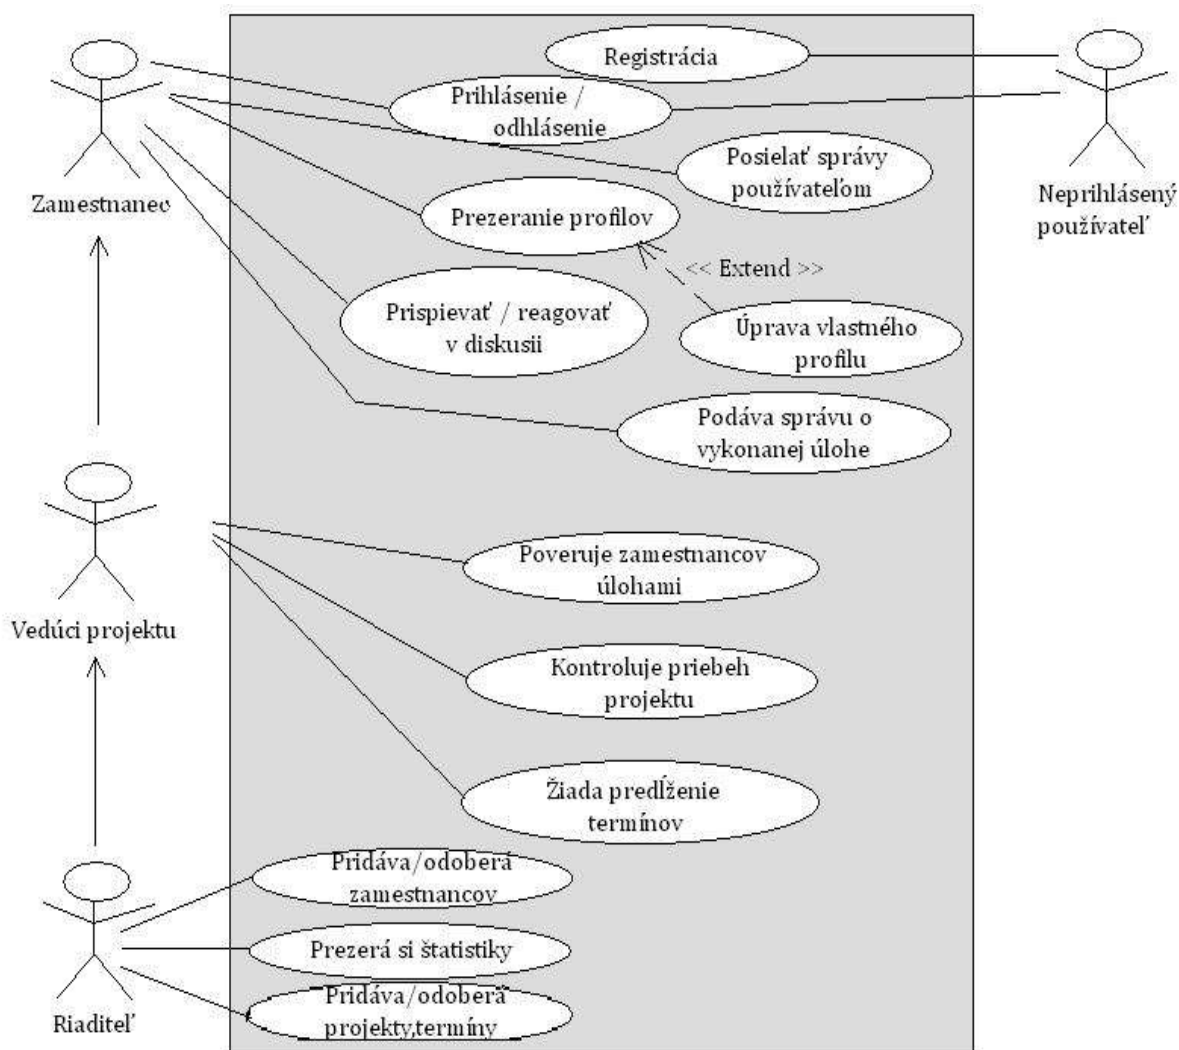 Registrácia
Prihlásenie /
odhlásenie
Posielať správy
používateľom
Zamestnanec
Neprihlásený
používateľ
Prezeranie profilov
<< Extend >>
Prispievať / reagovať
v diskusii
Úprava vlastného
profilu
Podáva správu o
vykonanej úlohe
Poveruje zamestnancov
úlohami
Vedúci projektu
Kontroluje priebeh
projektu
Žiada predĺženie
termínov
Pridáva/odoberá
zamestnancov
Prezerá si štatistiky
Pridáva/odoberá
projekty,termíny
Riaditeľ